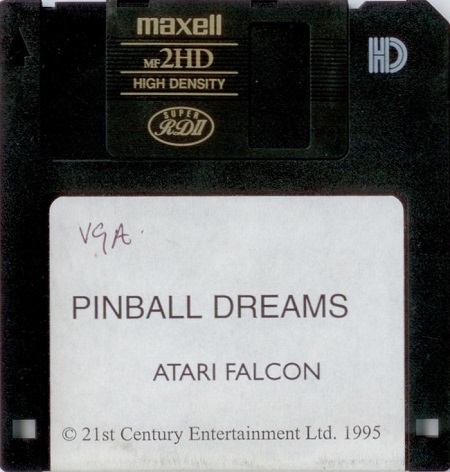 maxell
MF2HD
HIGH DENSITY
SUPER
RDII
HD
VGA.
PINBALL DREAMS
ATARI FALCON
© 21st Century Entertainment Ltd. 1995